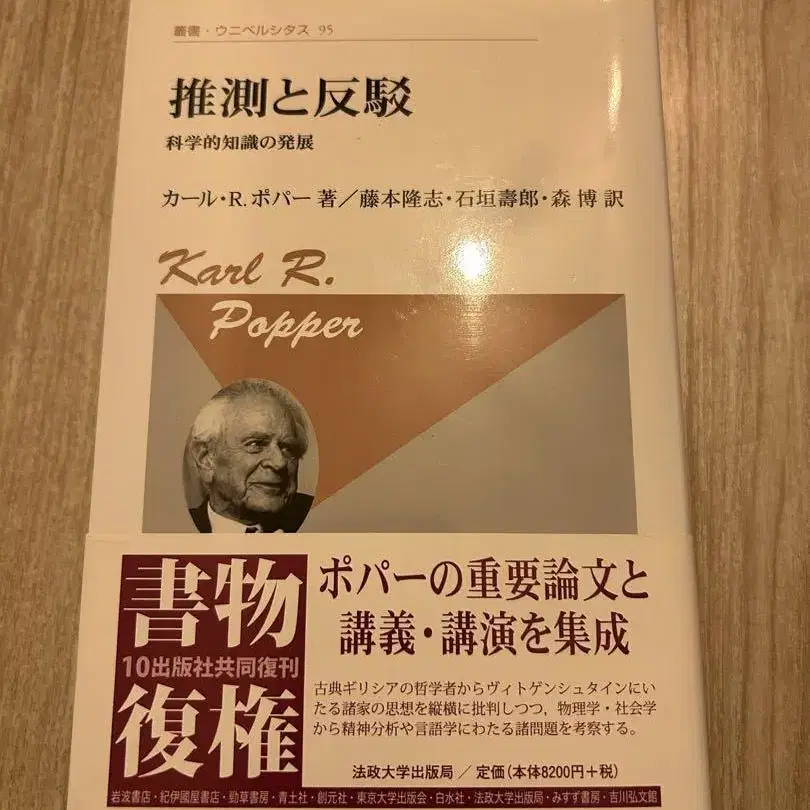 叢書・ウニベルシタス 95
推測と反駁
科学的知識の発展
カール・R. ポパー 著／藤本隆志・石垣壽郎・森 博 訳
Karl R.
Popper
書物
10出版社共同復刊
復権
ポパーの重要論文と
講義・講演を集成
古典ギリシアの哲学者からヴィトゲンシュタインにい
たる諸家の思想を縦横に批判しつつ，物理学・社会学
から精神分析や言語学にわたる諸問題を考察する。
法政大学出版局／定価(本体8200円＋税)
岩波書店・紀伊國屋書店・勁草書房・青土社・創元社・東京大学出版会・白水社・法政大学出版局・みすず書房・吉川弘文館